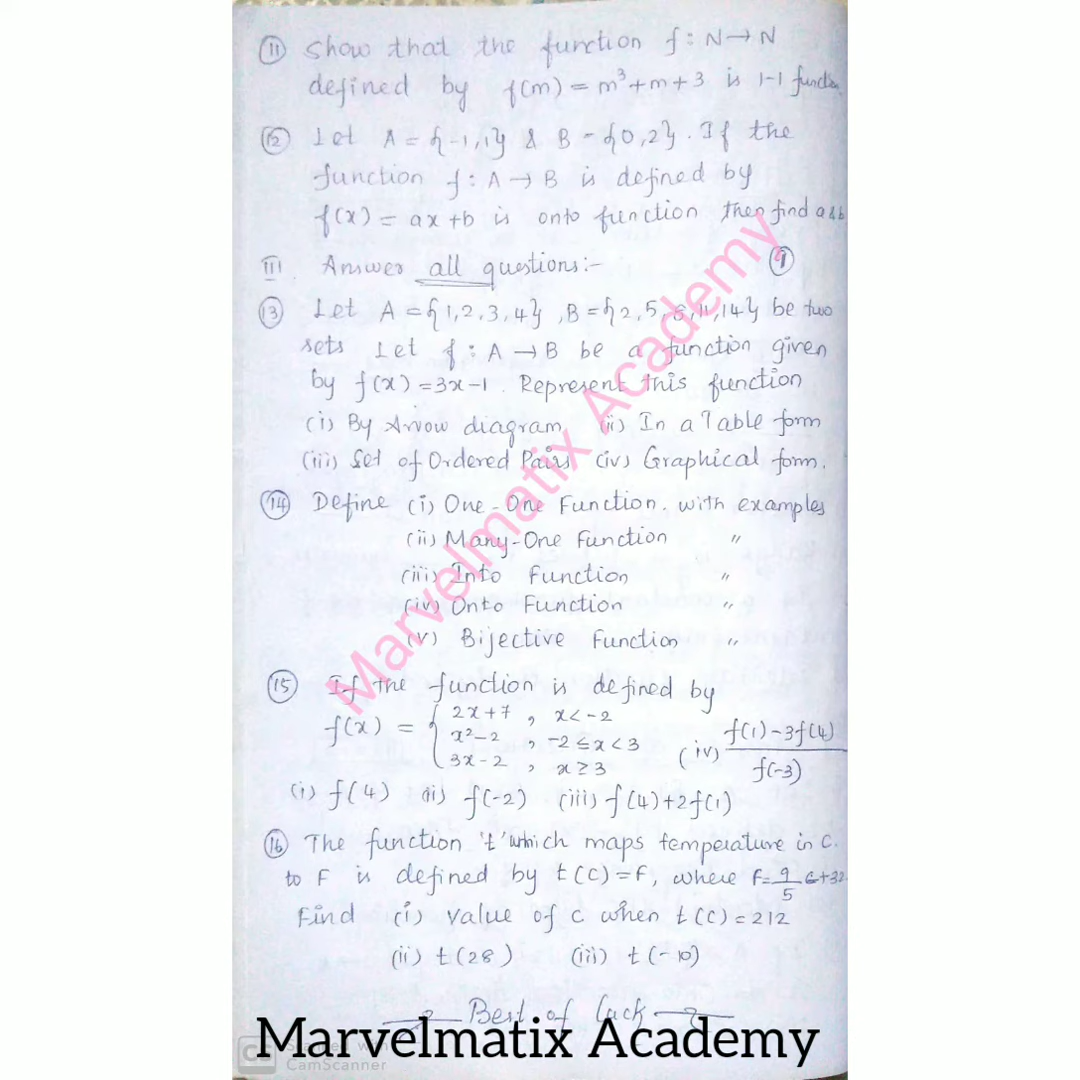 ⑪ Show that the function f : N → N
defined by f(m) = m³+m+3 is 1-1 function
⑫ Let A = {-1,1} & B = {0,2}. If the
function f : A → B is defined by
f(x) = ax+b is onto function then find a & b
III. Answer all questions:-
⑬ Let A = {1,2,3,4}, B = {2,5,8,11,14} be two
sets Let f : A → B be a function given
by f(x) = 3x-1. Represent this function
(i) By Arrow diagram (ii) In a Table form
(iii) Set of Ordered Pairs (iv) Graphical form.
⑭ Define (i) One-One Function. with examples
(ii) Many-One Function "
(iii) Into Function "
(iv) Onto Function "
(v) Bijective Function "
⑮ If the function is defined by
f(x) = { 2x+7 , x < -2
x²-2 , -2 ≤ x < 3
3x-2 , x ≥ 3
(iv) f(1)-3f(4) / f(-3)
(i) f(4) (ii) f(-2) (iii) f(4)+2f(1)
⑯ The function 't' which maps temperature in C.
to F is defined by t(C) = F, where F = 9/5 C+32.
Find (i) Value of C when t(C) = 212
(ii) t(28) (iii) t(-10)
Best of luck
Marvelmatix Academy
Marvelmatix Academy
CS
CamScanner